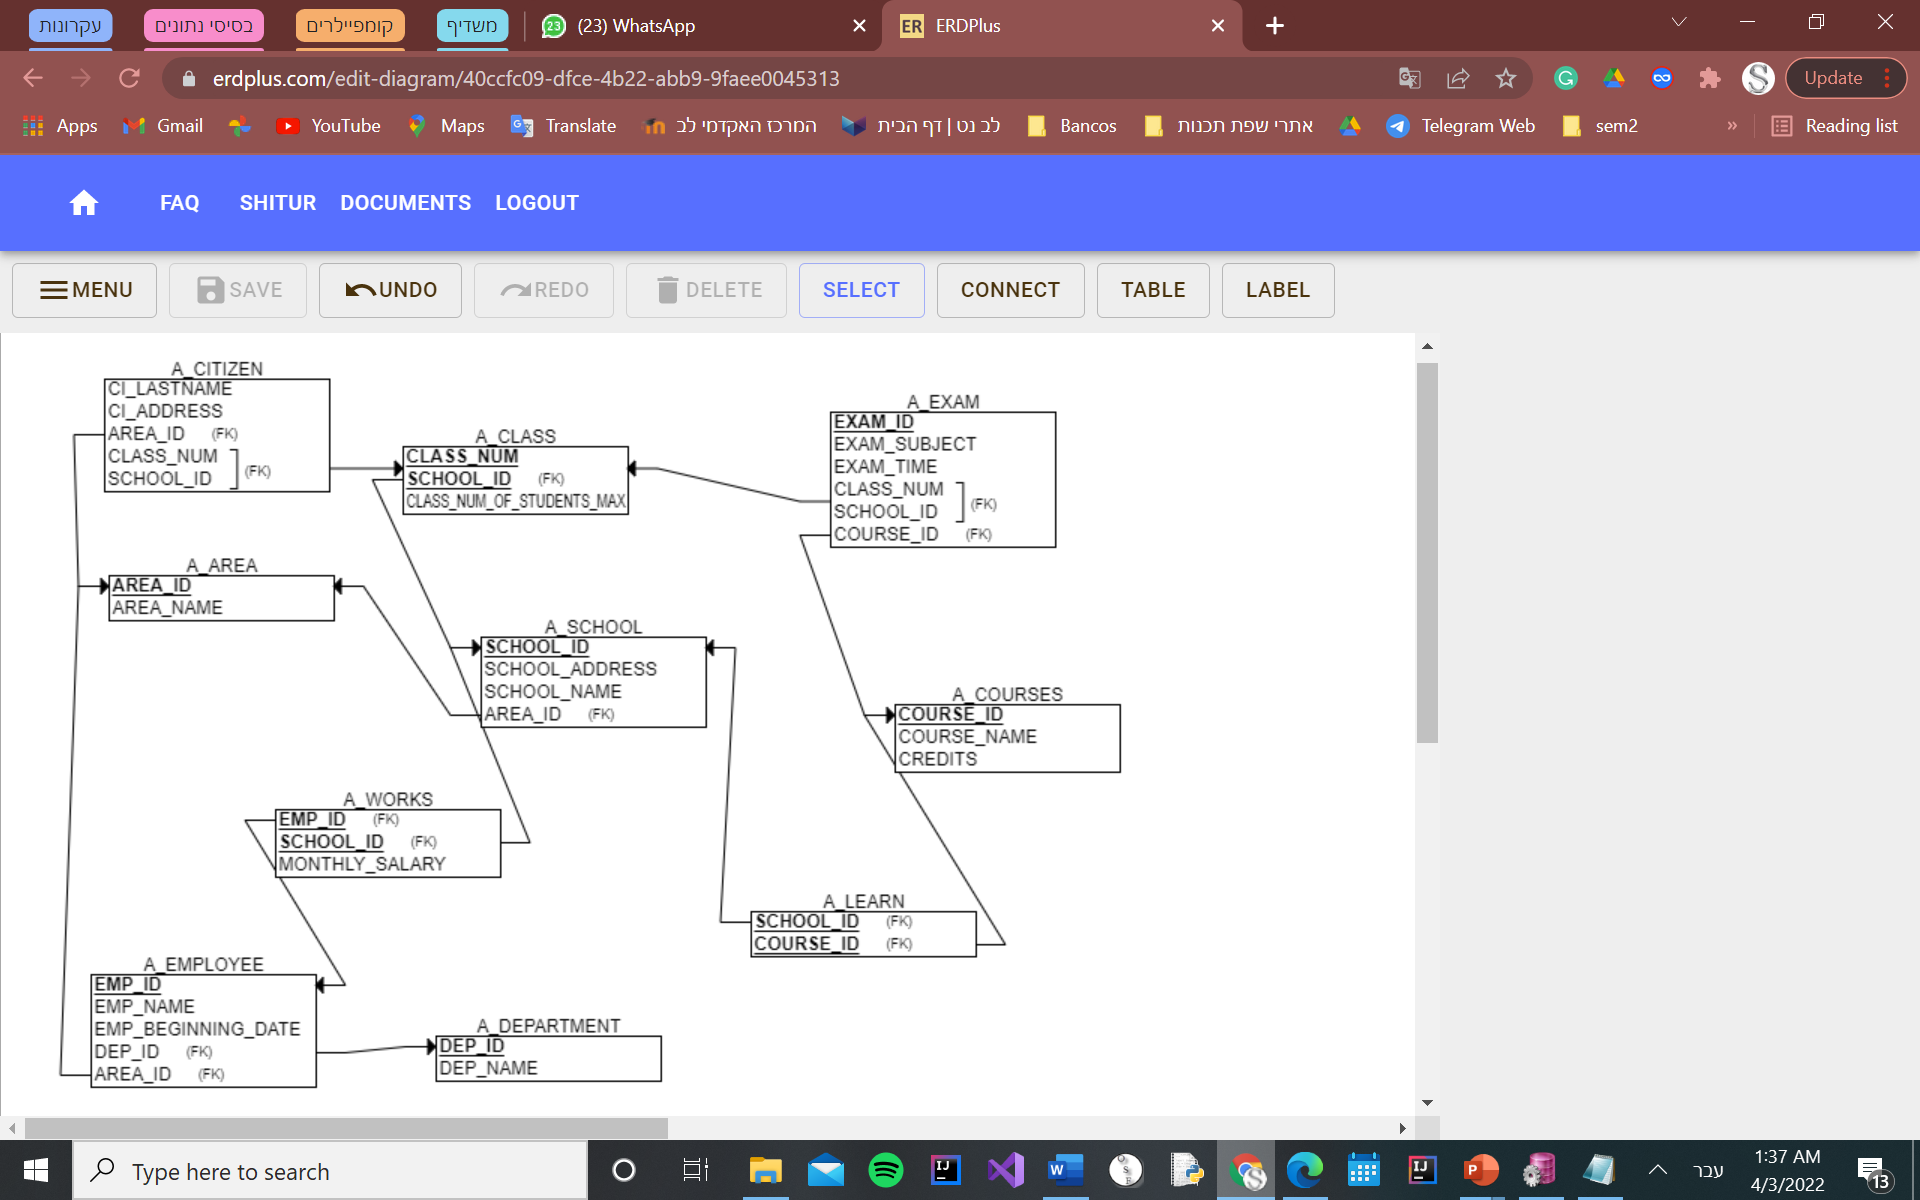 עקרונות
בסיסי נתונים
קומפיילרים
משדיף
23 (23) WhatsApp
ER ERDPlus
erdplus.com/edit-diagram/40ccfc09-dfce-4b22-abb9-9faee0045313
Update
Apps
Gmail
YouTube
Maps
Translate
המרכז האקדמי לב
לב נט | דף הבית
Bancos
אתרי שפת תכנות
Telegram Web
sem2
»
Reading list
FAQ
SHITUR
DOCUMENTS
LOGOUT
MENU
SAVE
UNDO
REDO
DELETE
SELECT
CONNECT
TABLE
LABEL
A_CITIZEN
CI_LASTNAME
CI_ADDRESS
AREA_ID (FK)
CLASS_NUM
SCHOOL_ID
(FK)
A_CLASS
CLASS_NUM
SCHOOL_ID (FK)
CLASS_NUM_OF_STUDENTS_MAX
A_EXAM
EXAM_ID
EXAM_SUBJECT
EXAM_TIME
CLASS_NUM
SCHOOL_ID
(FK)
COURSE_ID (FK)
A_AREA
AREA_ID
AREA_NAME
A_SCHOOL
SCHOOL_ID
SCHOOL_ADDRESS
SCHOOL_NAME
AREA_ID (FK)
A_COURSES
COURSE_ID
COURSE_NAME
CREDITS
A_WORKS
EMP_ID (FK)
SCHOOL_ID (FK)
MONTHLY_SALARY
A_LEARN
SCHOOL_ID (FK)
COURSE_ID (FK)
A_EMPLOYEE
EMP_ID
EMP_NAME
EMP_BEGINNING_DATE
DEP_ID (FK)
AREA_ID (FK)
A_DEPARTMENT
DEP_ID
DEP_NAME
Type here to search
עבר
1:37 AM
4/3/2022
13